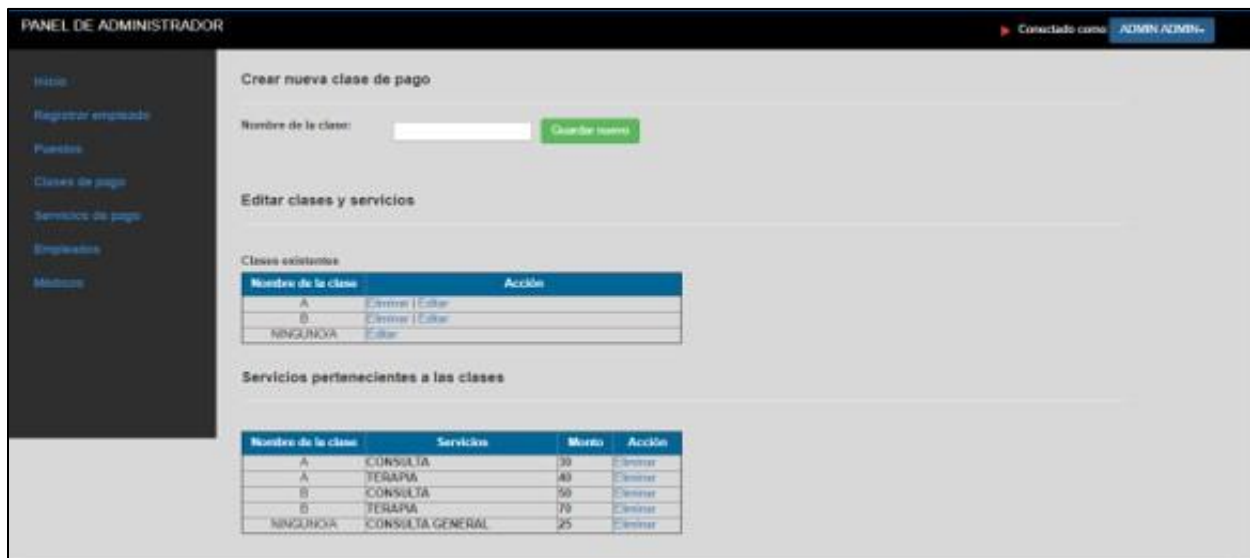 PANEL DE ADMINISTRADOR
Conectado como: ADMIN ADMIN
Inicio
Registrar empleado
Puestos
Clases de pago
Servicios de pago
Empleados
Médicos
Crear nueva clase de pago
Nombre de la clase:
Guardar nuevo
Editar clases y servicios
Clases existentes
Nombre de la clase Acción
A Eliminar | Editar
B Eliminar | Editar
NINGUNO/A Editar
Servicios pertenecientes a las clases
Nombre de la clase Servicios Monto Acción
A CONSULTA 30 Eliminar
A TERAPIA 40 Eliminar
B CONSULTA 50 Eliminar
B TERAPIA 70 Eliminar
NINGUNO/A CONSULTA GENERAL 25 Eliminar